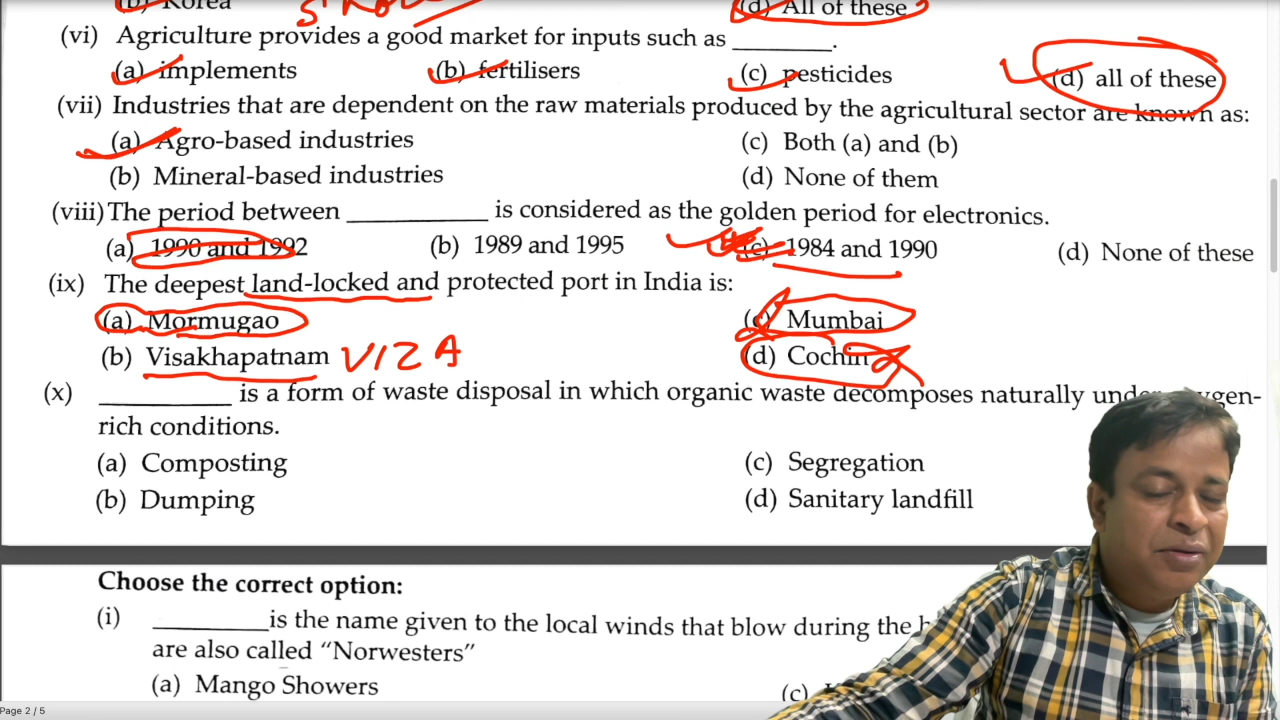 (b) Korea
(d) All of these
(vi) Agriculture provides a good market for inputs such as __________.
(a) implements (b) fertilisers (c) pesticides (d) all of these
(vii) Industries that are dependent on the raw materials produced by the agricultural sector are known as:
(a) Agro-based industries (c) Both (a) and (b)
(b) Mineral-based industries (d) None of them
(viii) The period between ______________ is considered as the golden period for electronics.
(a) 1990 and 1992 (b) 1989 and 1995 (c) 1984 and 1990 (d) None of these
(ix) The deepest land-locked and protected port in India is:
(a) Mormugao (c) Mumbai
(b) Visakhapatnam VIZA (d) Cochin
(x) _____________ is a form of waste disposal in which organic waste decomposes naturally
rich conditions.
(a) Composting (c) Segregation
(b) Dumping (d) Sanitary landfill
Choose the correct option:
(i) ____________ is the name given to the local winds that blow during the
are also called “Norwesters”
(a) Mango Showers (c)
Page 2 / 5